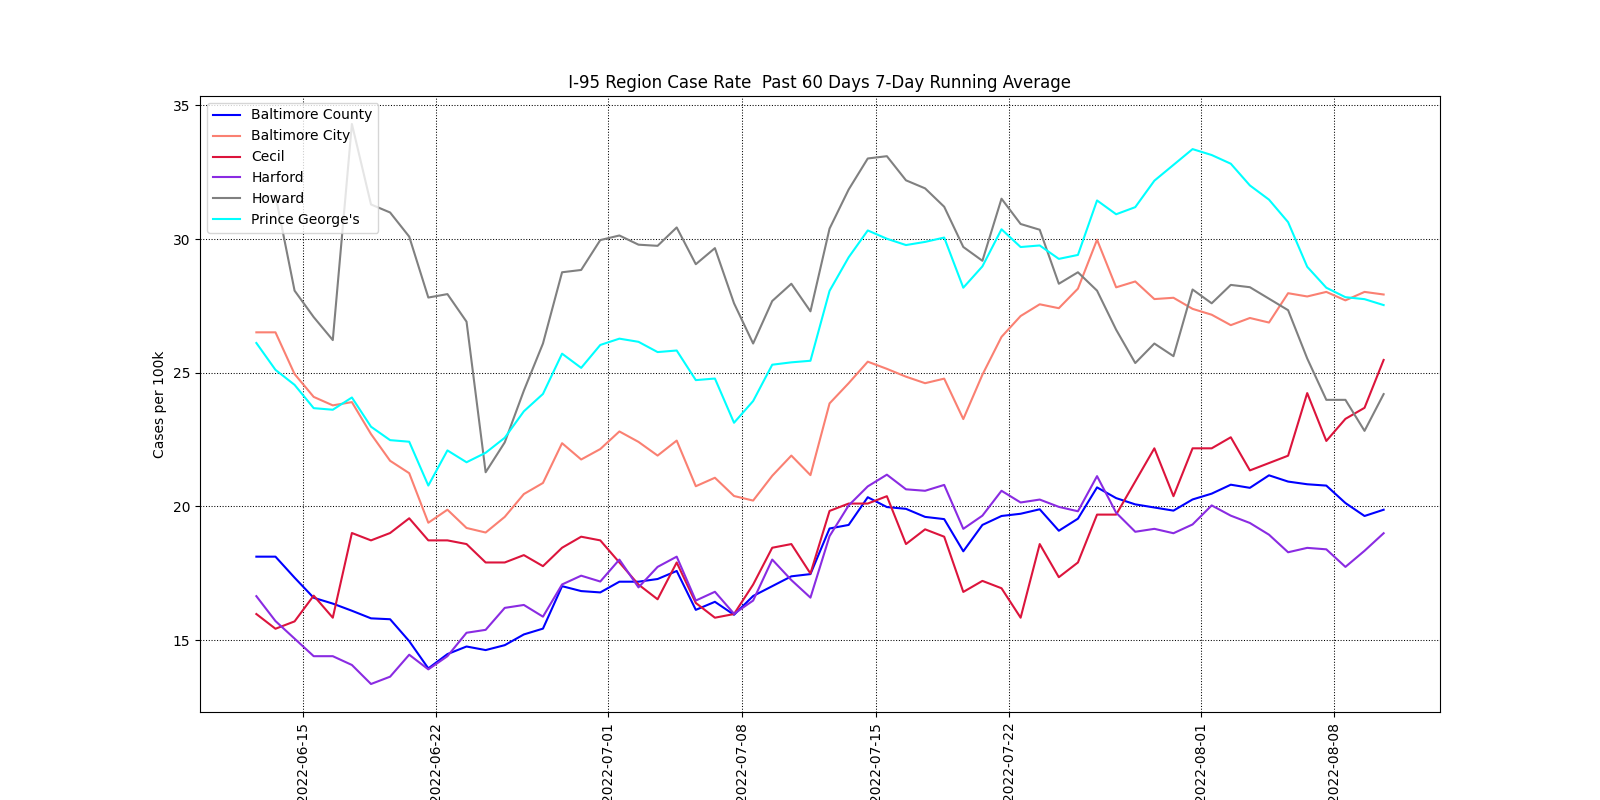 I-95 Region Case Rate  Past 60 Days 7-Day Running Average
35
30
25
20
15
Cases per 100k
Baltimore County
Baltimore City
Cecil
Harford
Howard
Prince George's
2022-06-15
2022-06-22
2022-07-01
2022-07-08
2022-07-15
2022-07-22
2022-08-01
2022-08-08